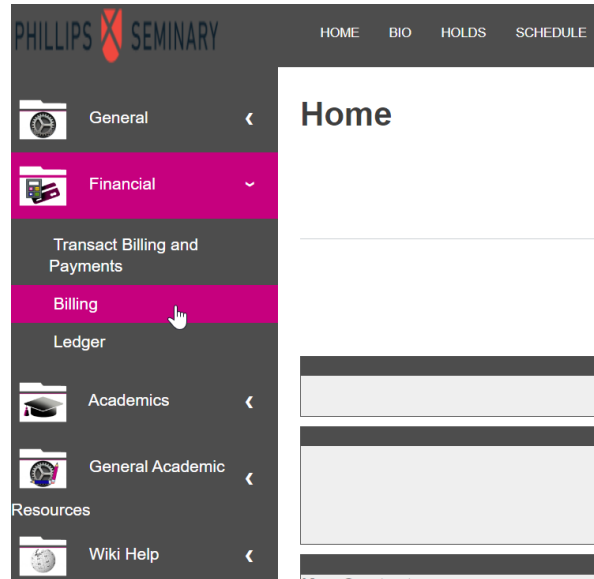 PHILLIPS SEMINARY
HOME BIO HOLDS SCHEDULE
Home
General
Financial
Transact Billing and
Payments
Billing
Ledger
Academics
General Academic
Resources
Wiki Help